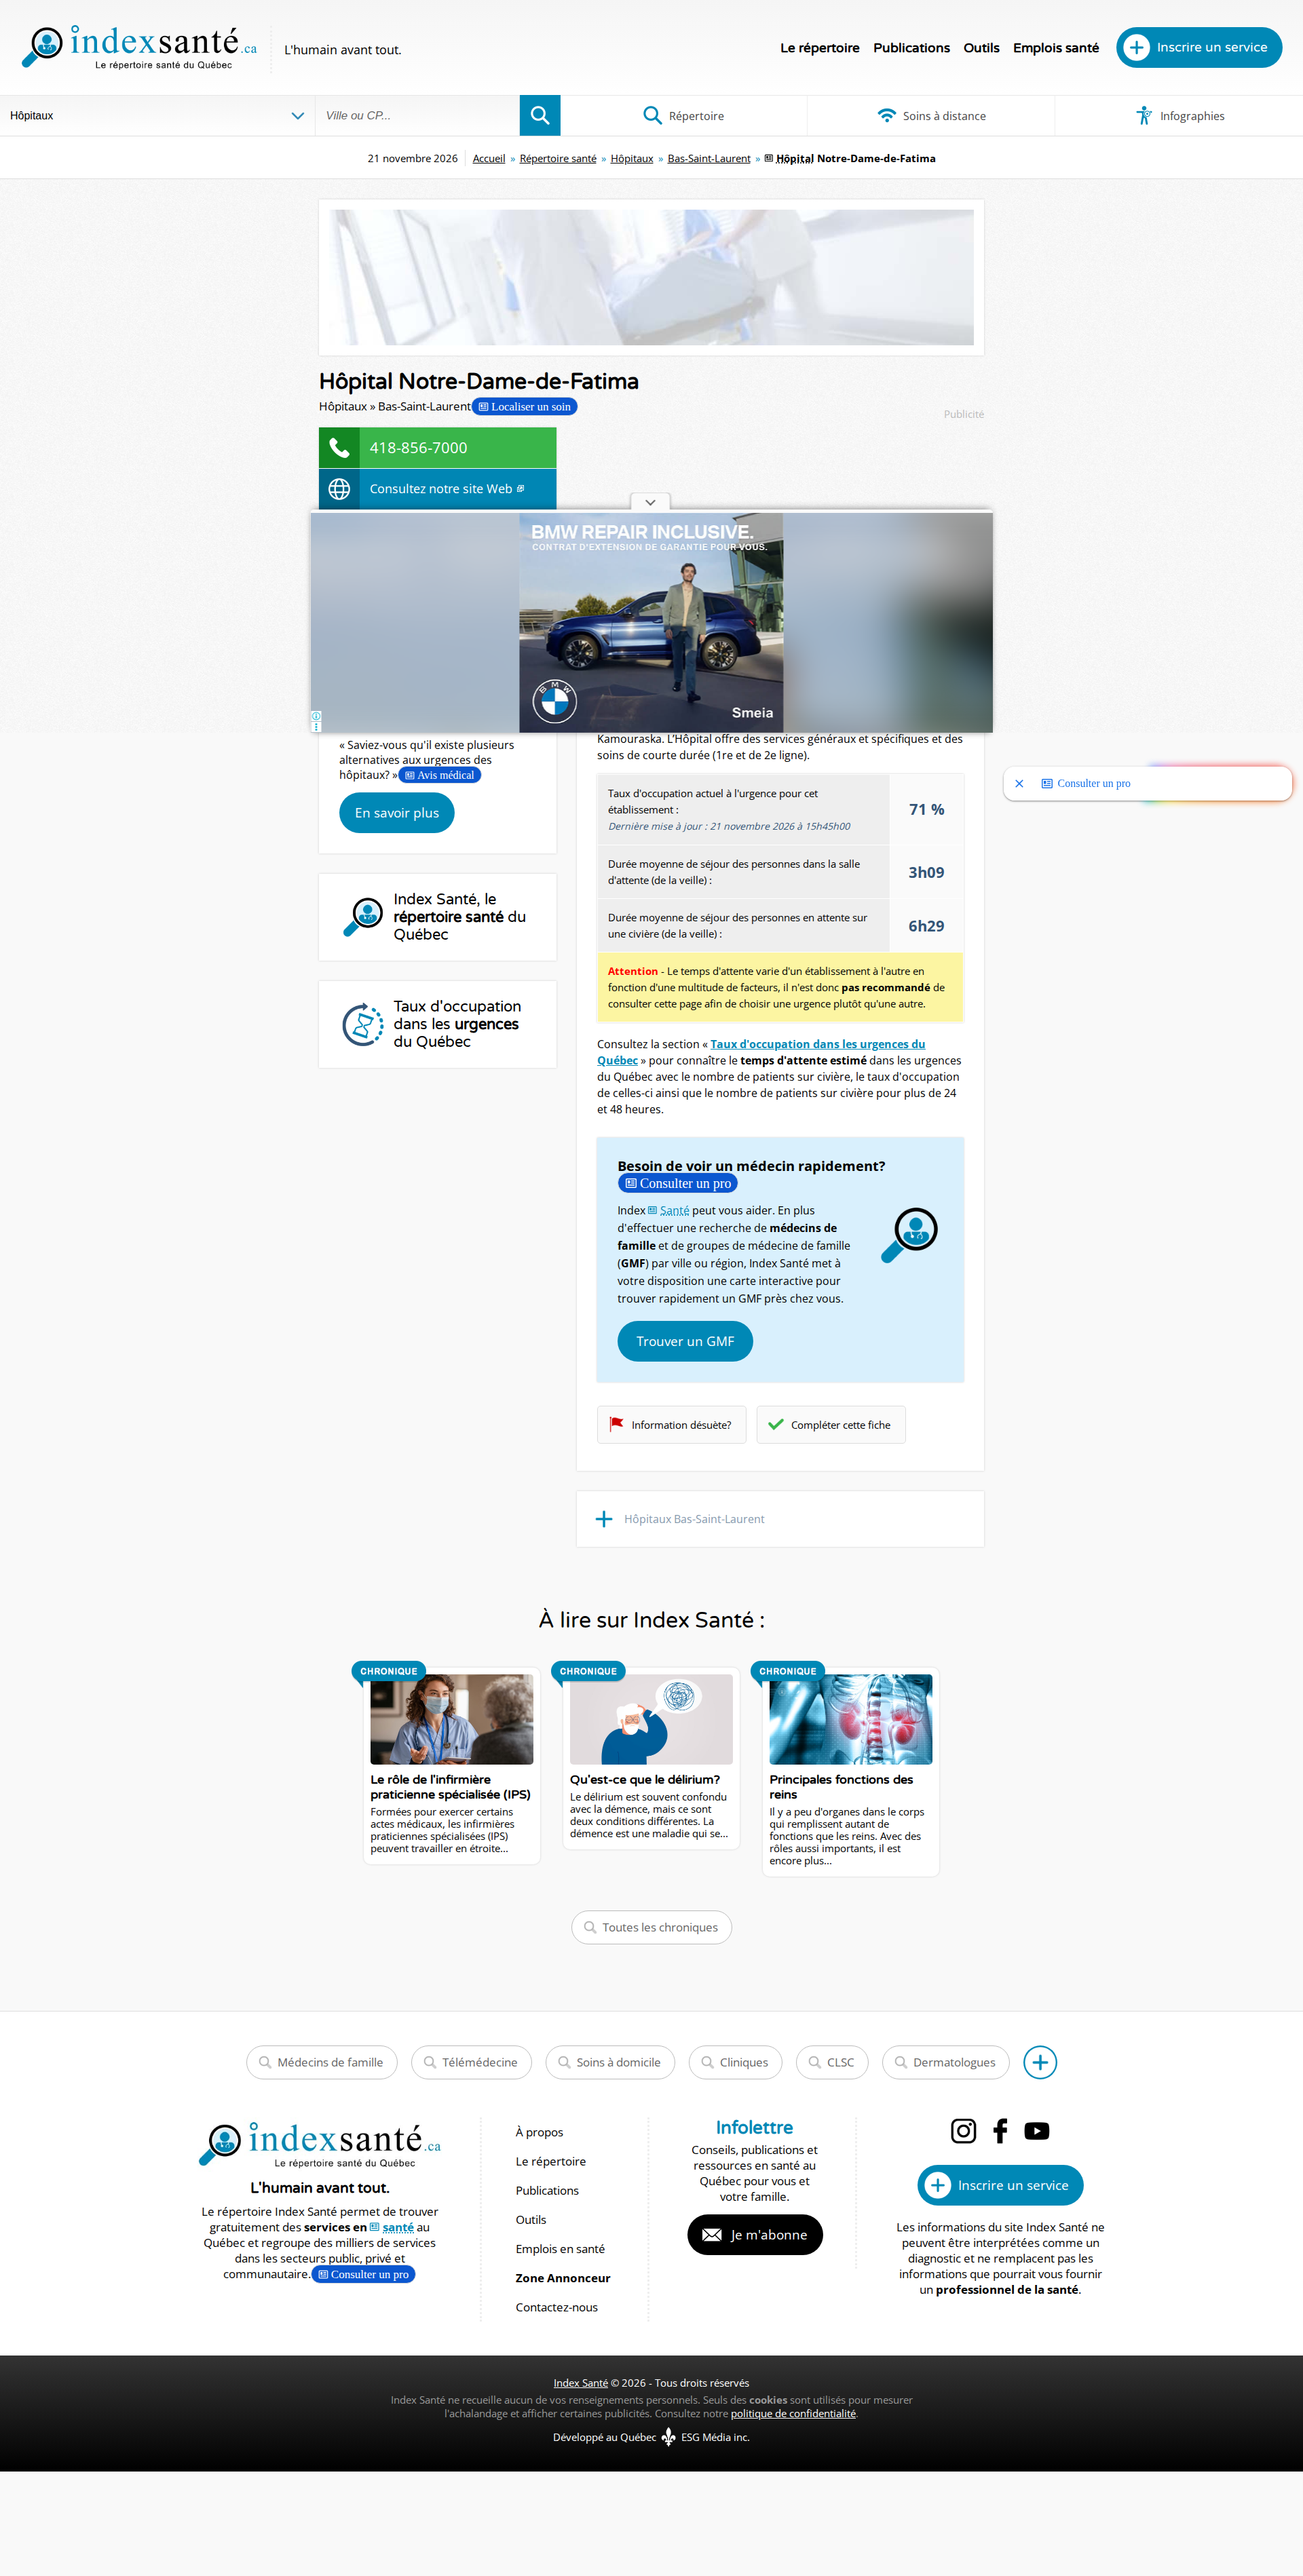 indexsanté.ca
Le répertoire santé du Québec
L'humain avant tout.
Le répertoire
Publications
Outils
Emplois santé
Inscrire un service
Hôpitaux
Ville ou CP...
Répertoire
Soins à distance
Infographies
21 novembre 2026
Accueil » Répertoire santé » Hôpitaux » Bas-Saint-Laurent » Hôpital Notre-Dame-de-Fatima
Hôpital Notre-Dame-de-Fatima
Hôpitaux » Bas-Saint-Laurent Localiser un soin
Publicité
418-856-7000
Consultez notre site Web
BMW REPAIR INCLUSIVE.
CONTRAT D'EXTENSION DE GARANTIE POUR VOUS.
BMW
Smeia
« Saviez-vous qu'il existe plusieurs
alternatives aux urgences des
hôpitaux? » Avis médical
En savoir plus
Index Santé, le
répertoire santé du
Québec
Taux d'occupation
dans les urgences
du Québec
Kamouraska. L'Hôpital offre des services généraux et spécifiques et des
soins de courte durée (1re et de 2e ligne).
Taux d'occupation actuel à l'urgence pour cet
établissement :
Dernière mise à jour : 21 novembre 2026 à 15h45h00
71 %
Durée moyenne de séjour des personnes dans la salle
d'attente (de la veille) :
3h09
Durée moyenne de séjour des personnes en attente sur
une civière (de la veille) :
6h29
Attention - Le temps d'attente varie d'un établissement à l'autre en
fonction d'une multitude de facteurs, il n'est donc pas recommandé de
consulter cette page afin de choisir une urgence plutôt qu'une autre.
Consultez la section « Taux d'occupation dans les urgences du
Québec » pour connaître le temps d'attente estimé dans les urgences
du Québec avec le nombre de patients sur civière, le taux d'occupation
de celles-ci ainsi que le nombre de patients sur civière pour plus de 24
et 48 heures.
Besoin de voir un médecin rapidement?
Consulter un pro
Index Santé peut vous aider. En plus
d'effectuer une recherche de médecins de
famille et de groupes de médecine de famille
(GMF) par ville ou région, Index Santé met à
votre disposition une carte interactive pour
trouver rapidement un GMF près chez vous.
Trouver un GMF
Information désuète?
Compléter cette fiche
Hôpitaux Bas-Saint-Laurent
Consulter un pro
À lire sur Index Santé :
CHRONIQUE
Le rôle de l'infirmière
praticienne spécialisée (IPS)
Formées pour exercer certains
actes médicaux, les infirmières
praticiennes spécialisées (IPS)
peuvent travailler en étroite...
CHRONIQUE
Qu'est-ce que le délirium?
Le délirium est souvent confondu
avec la démence, mais ce sont
deux conditions différentes. La
démence est une maladie qui se...
CHRONIQUE
Principales fonctions des
reins
Il y a peu d'organes dans le corps
qui remplissent autant de
fonctions que les reins. Avec des
rôles aussi importants, il est
encore plus...
Toutes les chroniques
Médecins de famille
Télémédecine
Soins à domicile
Cliniques
CLSC
Dermatologues
indexsanté.ca
Le répertoire santé du Québec
L'humain avant tout.
Le répertoire Index Santé permet de trouver
gratuitement des services en santé au
Québec et regroupe des milliers de services
dans les secteurs public, privé et
communautaire. Consulter un pro
À propos
Le répertoire
Publications
Outils
Emplois en santé
Zone Annonceur
Contactez-nous
Infolettre
Conseils, publications et
ressources en santé au
Québec pour vous et
votre famille.
Je m'abonne
Inscrire un service
Les informations du site Index Santé ne
peuvent être interprétées comme un
diagnostic et ne remplacent pas les
informations que pourrait vous fournir
un professionnel de la santé.
Index Santé © 2026 - Tous droits réservés
Index Santé ne recueille aucun de vos renseignements personnels. Seuls des cookies sont utilisés pour mesurer
l'achalandage et afficher certaines publicités. Consultez notre politique de confidentialité.
Développé au Québec ESG Média inc.